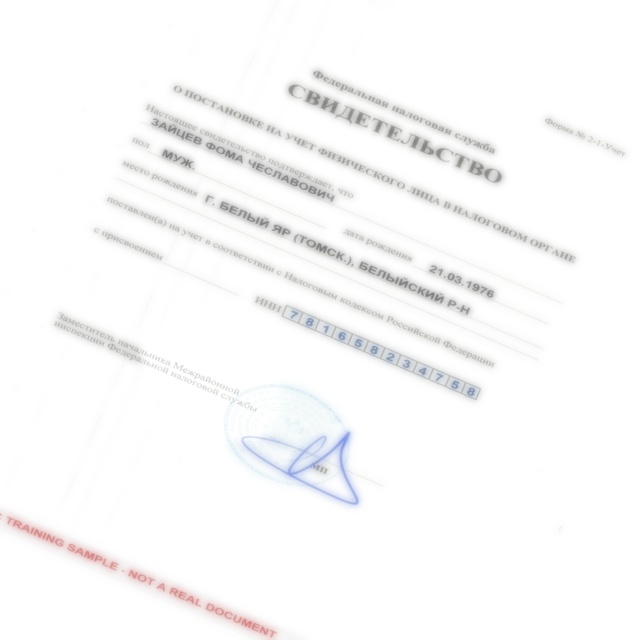 Форма № 2-1-Учет
Федеральная налоговая служба
СВИДЕТЕЛЬСТВО
О ПОСТАНОВКЕ НА УЧЕТ ФИЗИЧЕСКОГО ЛИЦА В НАЛОГОВОМ ОРГАНЕ
Настоящее свидетельство подтверждает, что
ЗАЙЦЕВ ФОМА ЧЕСЛАВОВИЧ
пол МУЖ. дата рождения 21.03.1976
место рождения Г. БЕЛЫЙ ЯР (ТОМСК.), БЕЛЫЙСКИЙ Р-Н
поставлен(а) на учет в соответствии с Налоговым кодексом Российской Федерации
с присвоением
ИНН 781658234758
Заместитель начальника Межрайонной
инспекции Федеральной налоговой службы
МП
TRAINING SAMPLE - NOT A REAL DOCUMENT